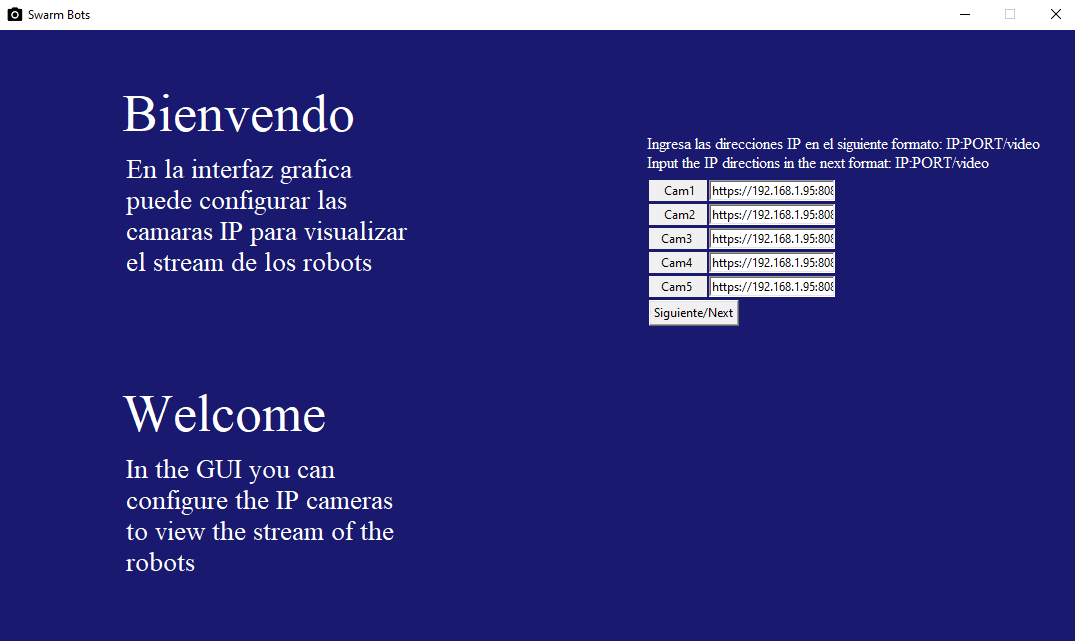 Swarm Bots
Bienvendo
En la interfaz grafica
puede configurar las
camaras IP para visualizar
el stream de los robots
Welcome
In the GUI you can
configure the IP cameras
to view the stream of the
robots
Ingresa las direcciones IP en el siguiente formato: IP:PORT/video
Input the IP directions in the next format: IP:PORT/video
Cam1 https://192.168.1.95:808
Cam2 https://192.168.1.95:808
Cam3 https://192.168.1.95:808
Cam4 https://192.168.1.95:808
Cam5 https://192.168.1.95:808
Siguiente/Next